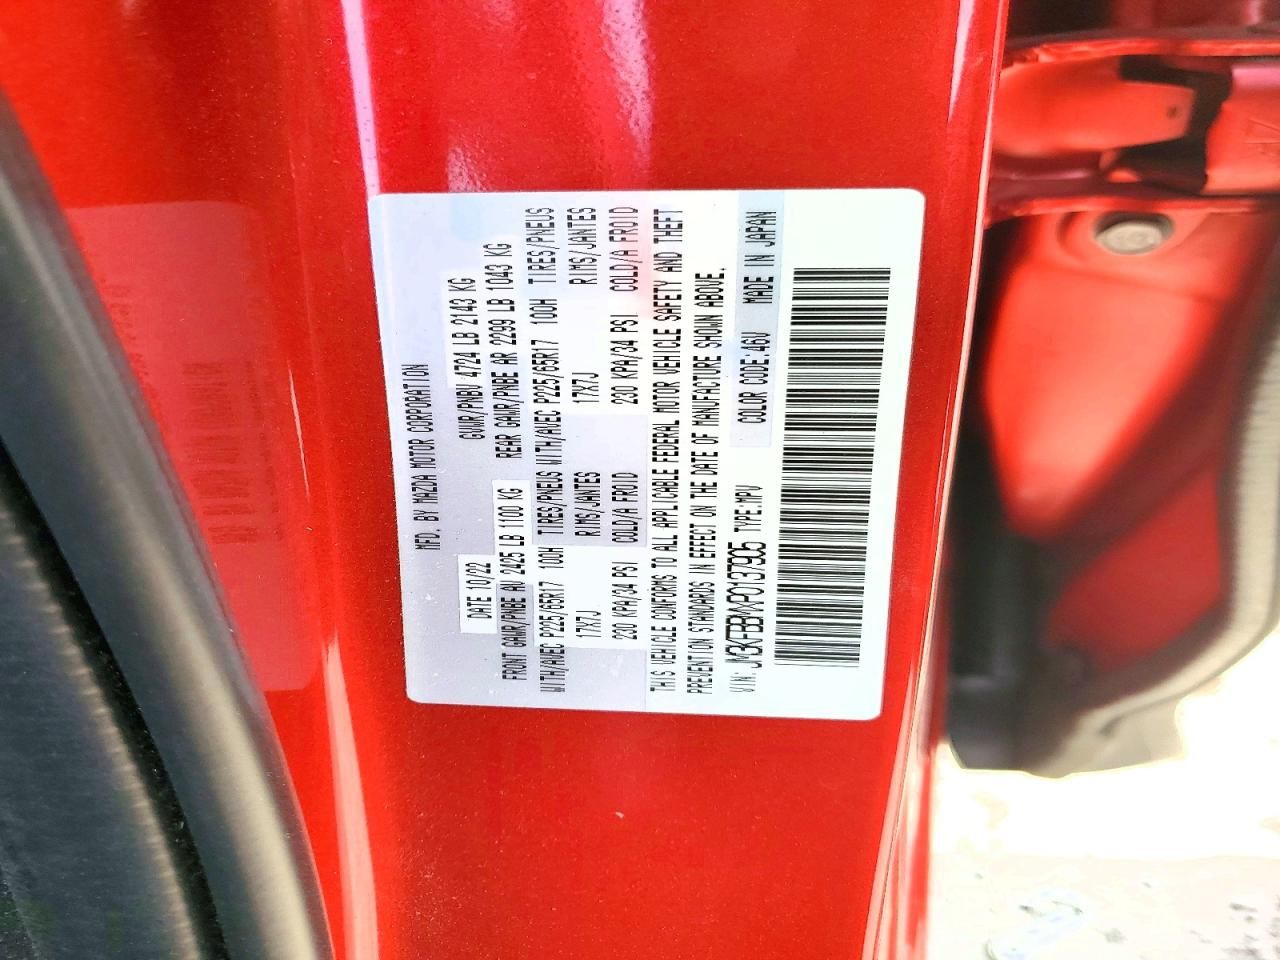 MFD. BY MAZDA MOTOR CORPORATION
DATE 10/22 GVWR/PNBV 4724 LB 2143 KG
FRONT GAWR/PNBE AV 2425 LB 1100 KG REAR GAWR/PNBE AR 2299 LB 1043 KG
WITH/AVEC P225/65R17 100H TIRES/PNEUS WITH/AVEC P225/65R17 100H TIRES/PNEUS
17X7J RIMS/JANTES 17X7J RIMS/JANTES
230 KPA/34 PSI COLD/A FROID 230 KPA/34 PSI COLD/A FROID
THIS VEHICLE CONFORMS TO ALL APPLICABLE FEDERAL MOTOR VEHICLE SAFETY AND THEFT
PREVENTION STANDARDS IN EFFECT ON THE DATE OF MANUFACTURE SHOWN ABOVE.
VIN: JM3KFBBMXP0137905 TYPE:MPV COLOR CODE:46V MADE IN JAPAN